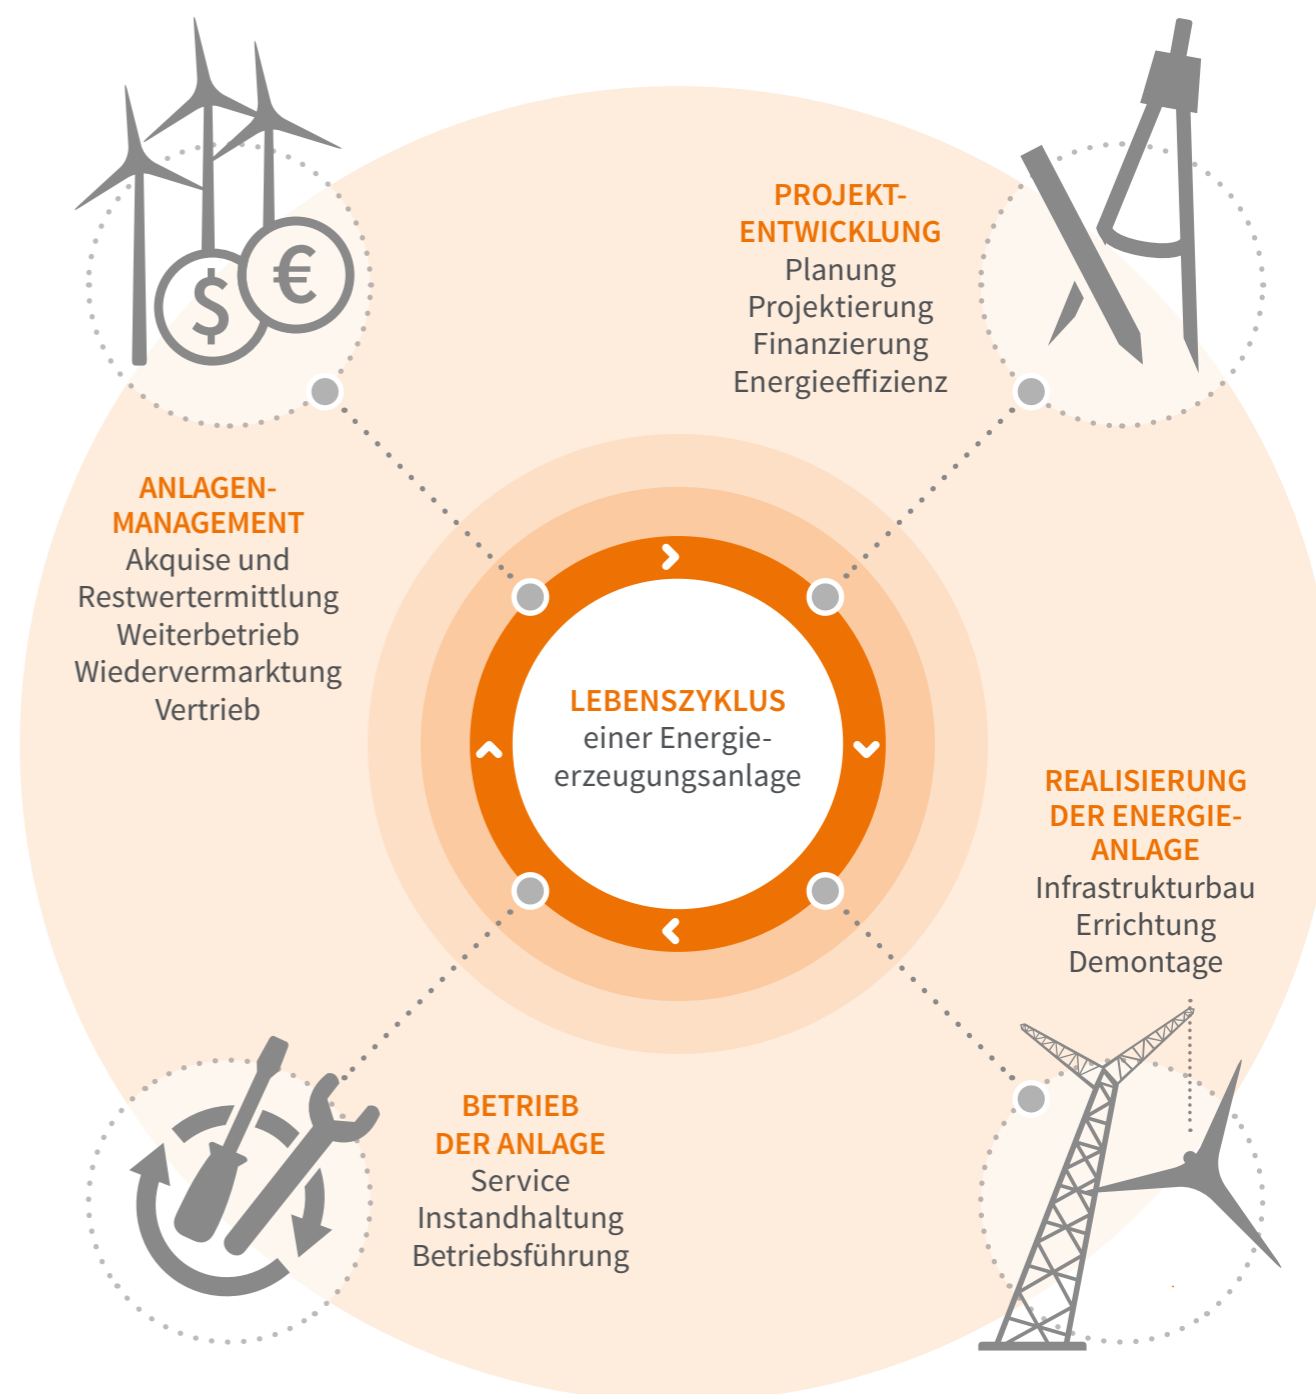 PROJEKT-
ENTWICKLUNG
Planung
Projektierung
Finanzierung
Energieeffizienz
$
€
ANLAGEN-
MANAGEMENT
Akquise und
Restwertermittlung
Weiterbetrieb
Wiedervermarktung
Vertrieb
LEBENSZYKLUS
einer Energie-
erzeugungsanlage
REALISIERUNG
DER ENERGIE-
ANLAGE
Infrastrukturbau
Errichtung
Demontage
BETRIEB
DER ANLAGE
Service
Instandhaltung
Betriebsführung